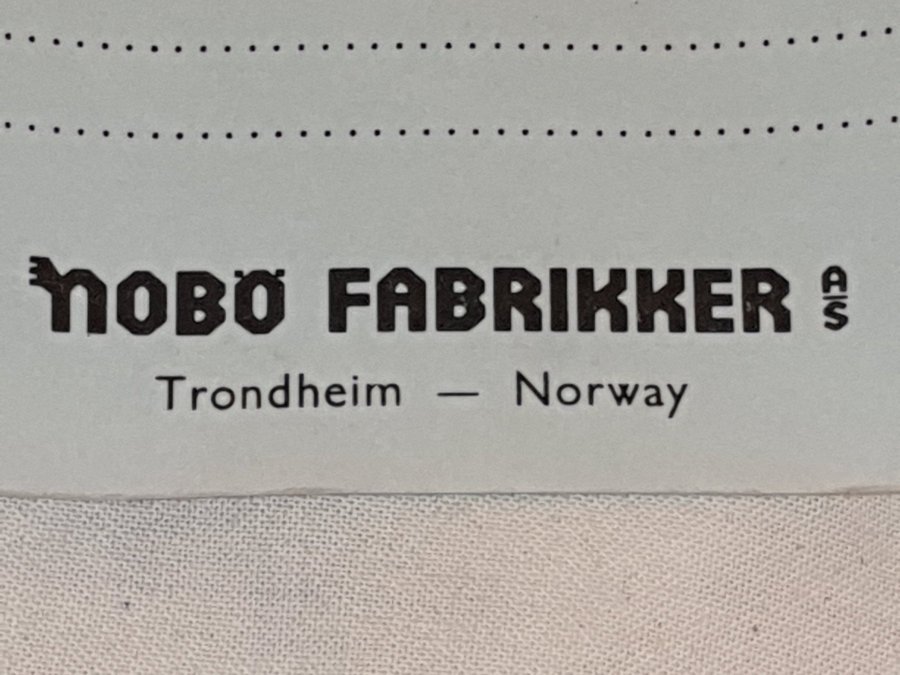 NOBÖ FABRIKKER A/S
Trondheim — Norway